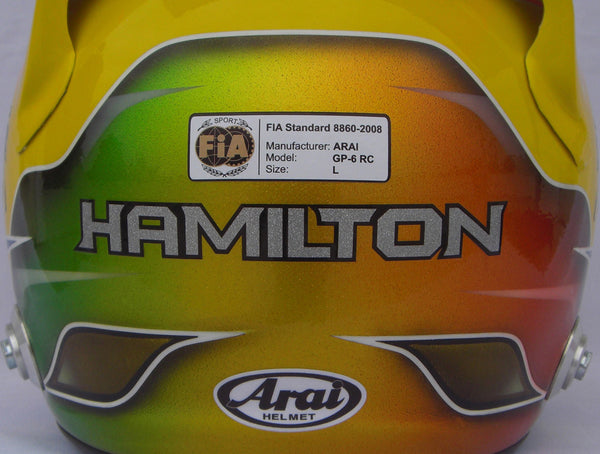 SPORT
FiA
FIA Standard 8860-2008
Manufacturer: ARAI
Model: GP-6 RC
Size: L
HAMILTON
Arai
HELMET